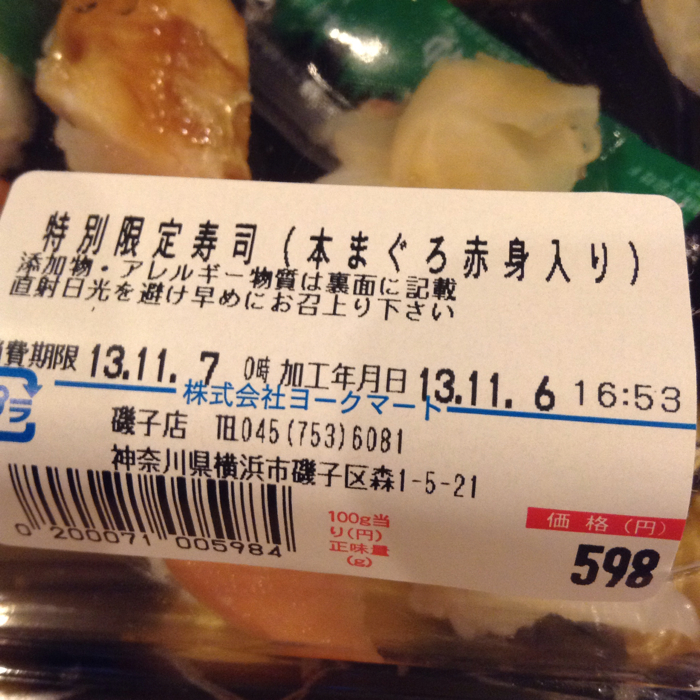 特別限定寿司(本まぐろ赤身入り)
添加物・アレルギー物質は裏面に記載
直射日光を避け早めにお召上り下さい
消費期限 13.11. 7 0時 加工年月日 13.11. 6 16:53
株式会社ヨークマート
プラ
磯子店 ℡045(753)6081
神奈川県横浜市磯子区森1-5-21
0 200071 005984
100g当
り(円)
正味量
(g)
価格(円)
598